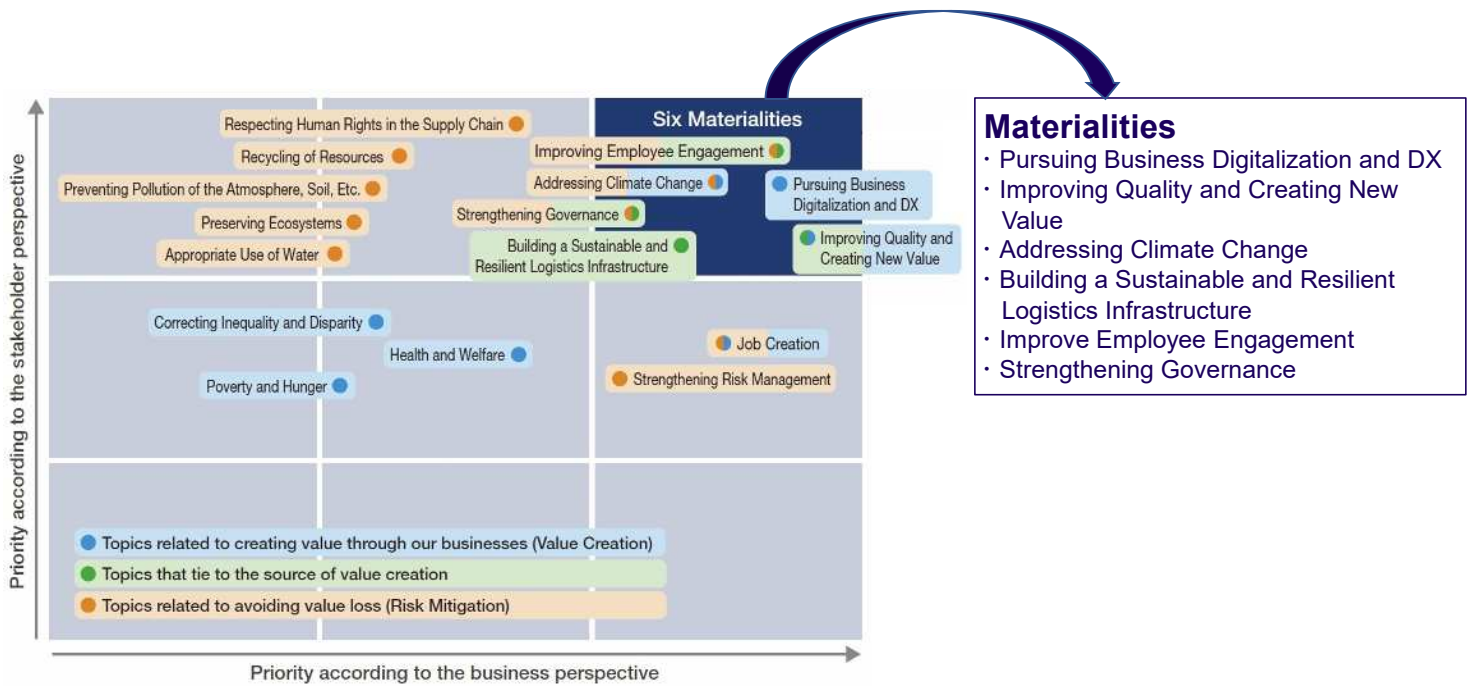 Priority according to the stakeholder perspective
Respecting Human Rights in the Supply Chain
Recycling of Resources
Preventing Pollution of the Atmosphere, Soil, Etc.
Preserving Ecosystems
Appropriate Use of Water
Six Materialities
Improving Employee Engagement
Addressing Climate Change
Pursuing Business
Digitalization and DX
Strengthening Governance
Building a Sustainable and
Resilient Logistics Infrastructure
Improving Quality and
Creating New Value
Correcting Inequality and Disparity
Health and Welfare
Poverty and Hunger
Job Creation
Strengthening Risk Management
Topics related to creating value through our businesses (Value Creation)
Topics that tie to the source of value creation
Topics related to avoiding value loss (Risk Mitigation)
Priority according to the business perspective
Materialities
· Pursuing Business Digitalization and DX
· Improving Quality and Creating New
Value
· Addressing Climate Change
· Building a Sustainable and Resilient
Logistics Infrastructure
· Improve Employee Engagement
· Strengthening Governance